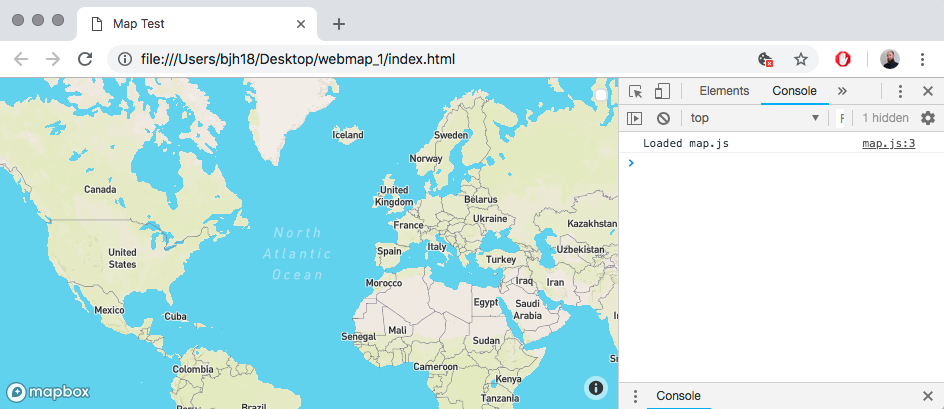 Map Test
file:///Users/bjh18/Desktop/webmap_1/index.html
Elements Console
top 1 hidden
Loaded map.js map.js:3
Iceland
Sweden
Norway
Canada
United
Kingdom
Belarus
Ukraine
France
Kazakhstan
North
Atlantic
Ocean
United
States
Spain
Italy
Uzbekistan
Turkey
Morocco
Iraq
Iran
Egypt
Saudi
Arabia
Mexico
Cuba
Senegal
Mali
Sudan
Colombia
Cameroon
Kenya
Tanzania
Brazil
mapbox
Console